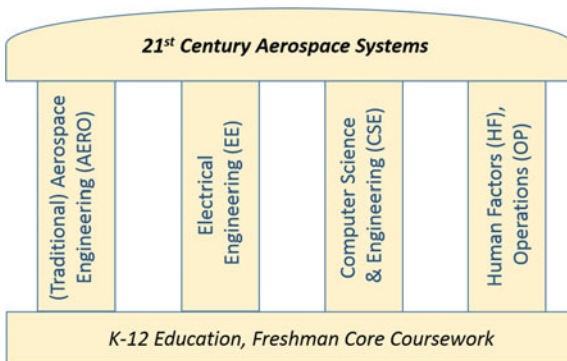 21st Century Aerospace Systems
(Traditional) Aerospace
Engineering (AERO)
Electrical
Engineering (EE)
Computer Science
& Engineering (CSE)
Human Factors (HF),
Operations (OP)
K-12 Education, Freshman Core Coursework